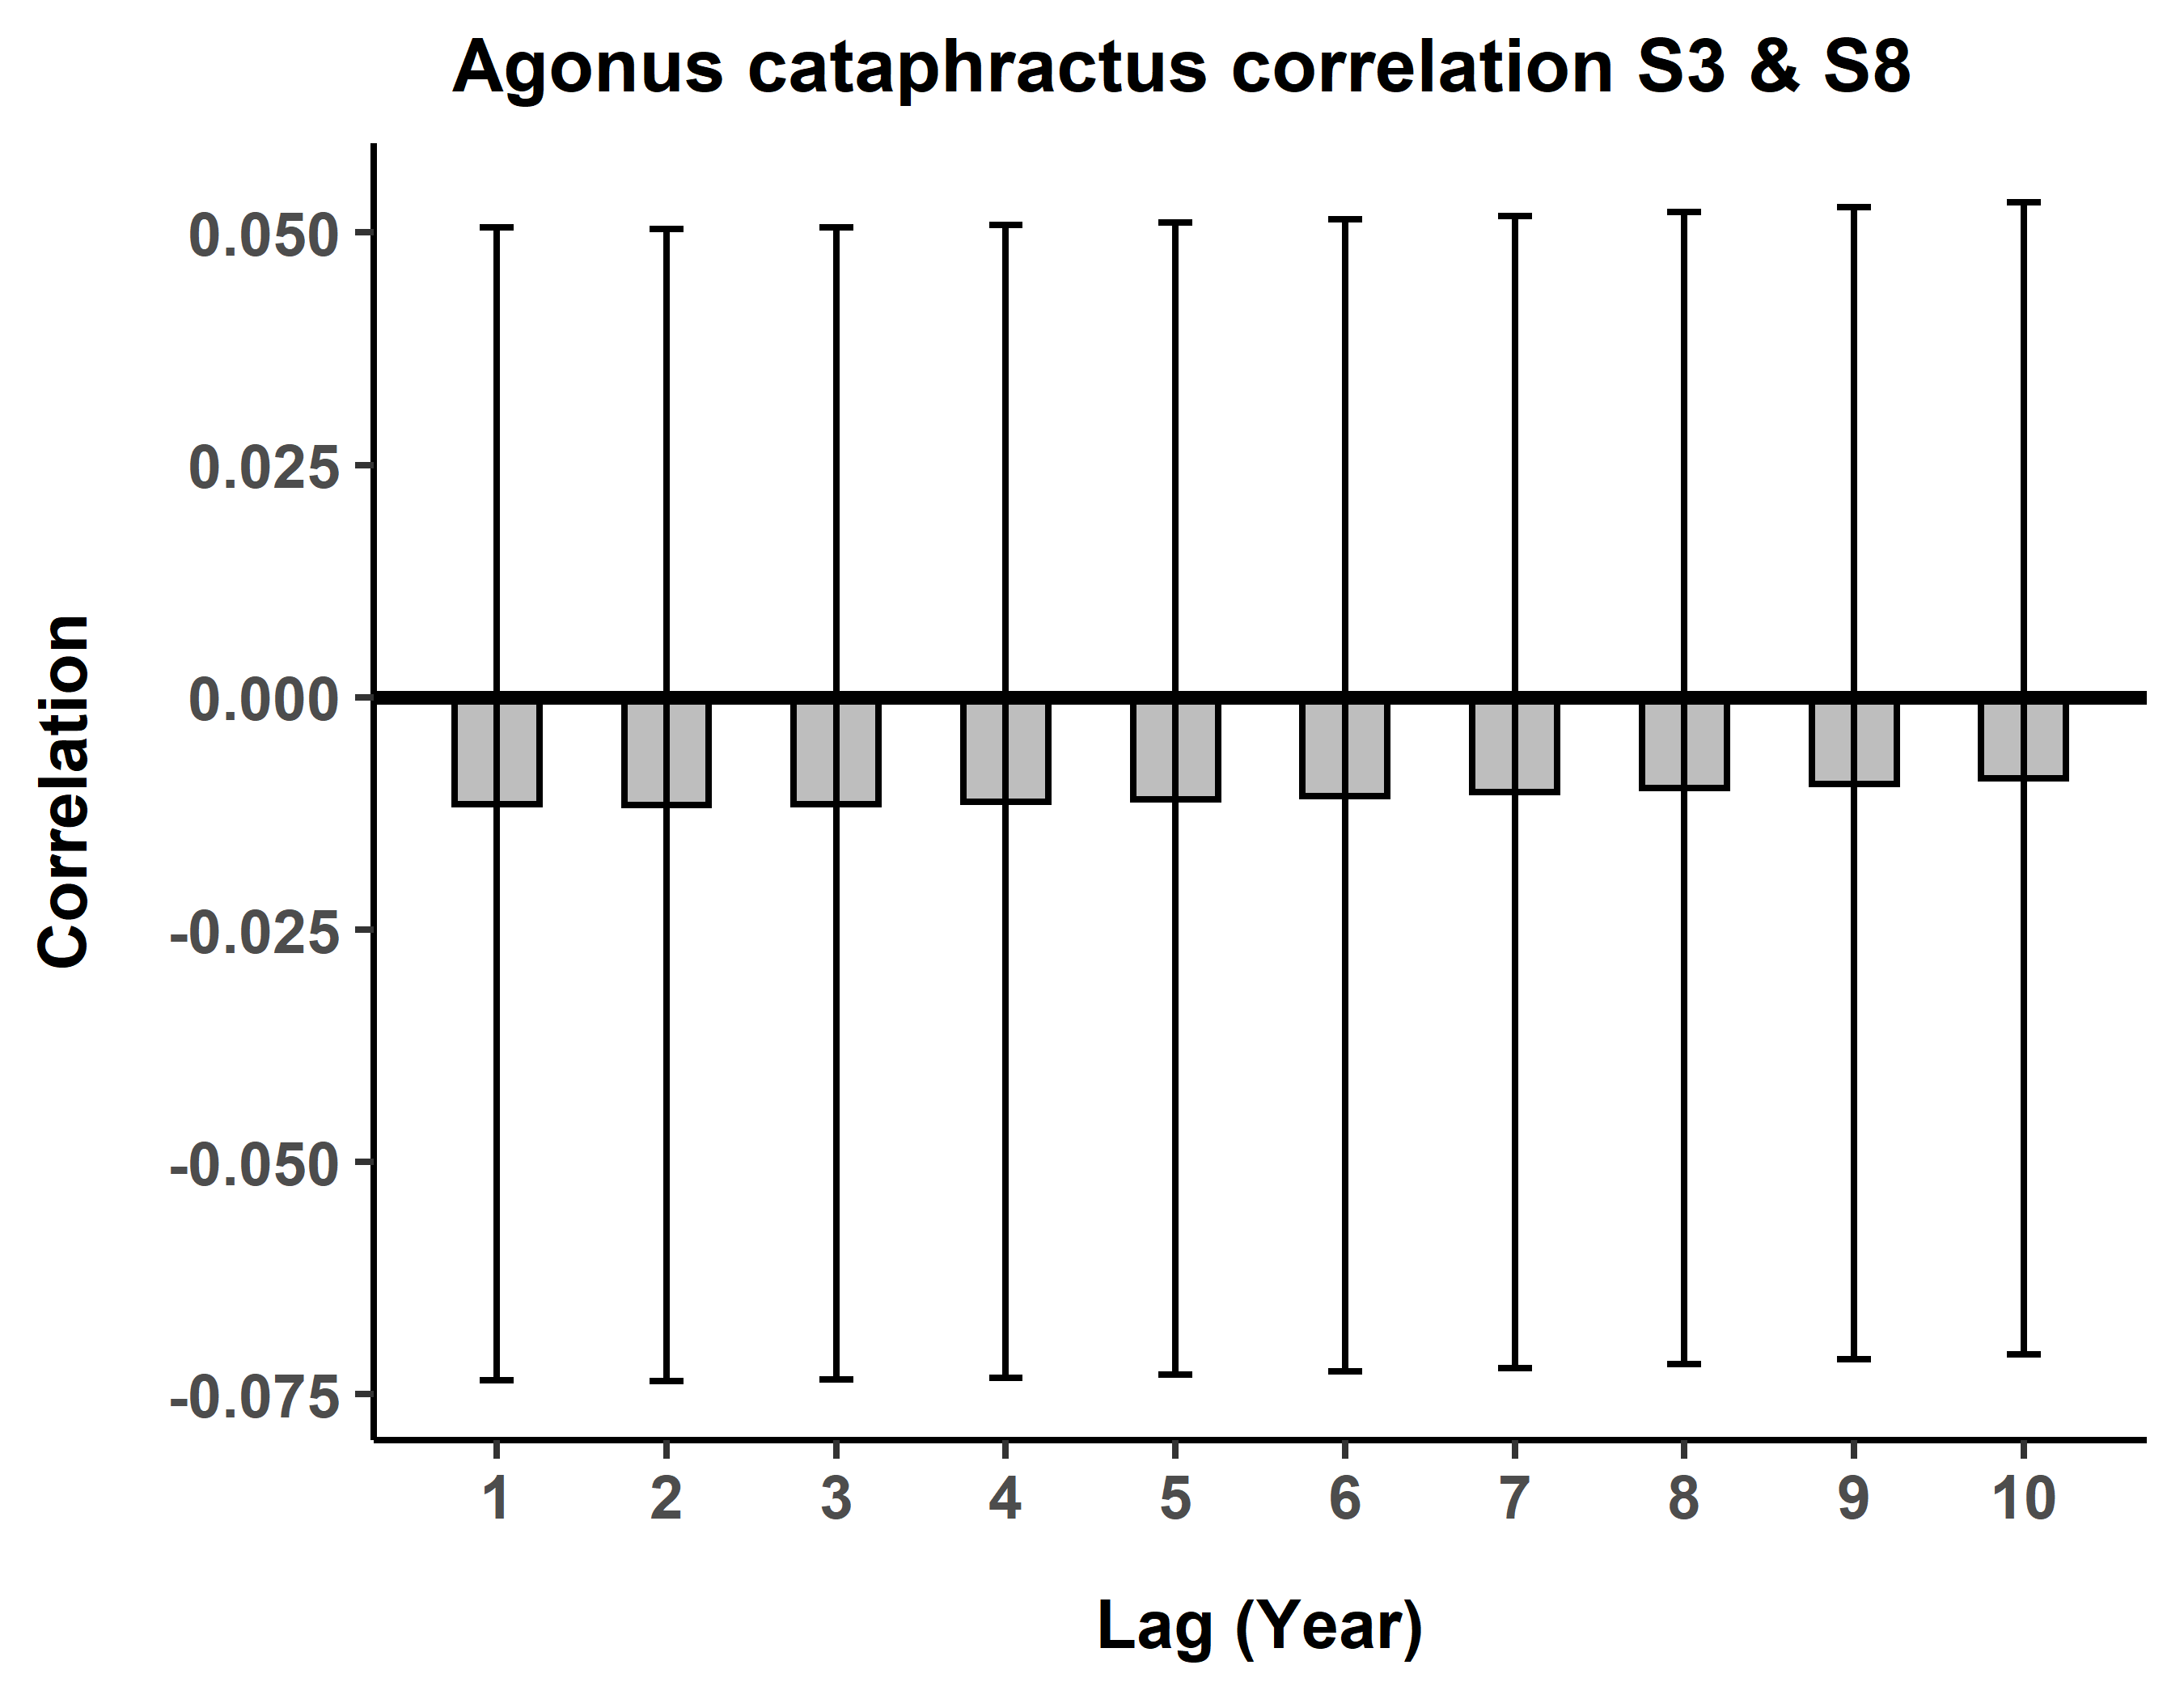 Agonus cataphractus correlation S3 & S8
Correlation
0.050
0.025
0.000
-0.025
-0.050
-0.075
1 2 3 4 5 6 7 8 9 10
Lag (Year)